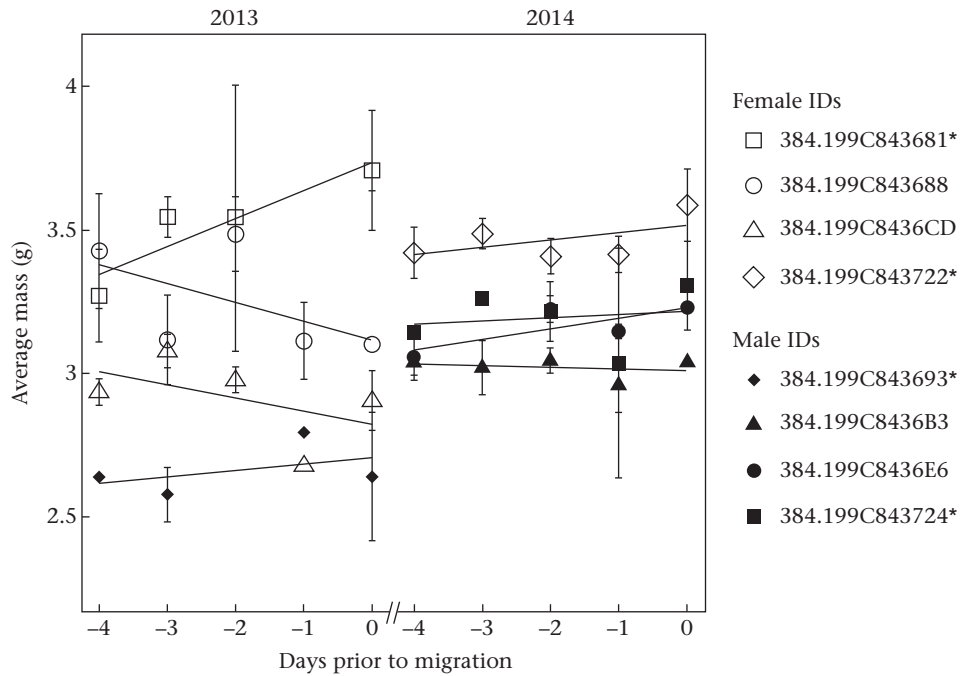 2013
2014
4
3.5
3
2.5
Average mass (g)
–4
–3
–2
–1
0
–4
–3
–2
–1
0
Days prior to migration
Female IDs
384.199C843681*
384.199C843688
384.199C8436CD
384.199C843722*
Male IDs
384.199C843693*
384.199C8436B3
384.199C8436E6
384.199C843724*